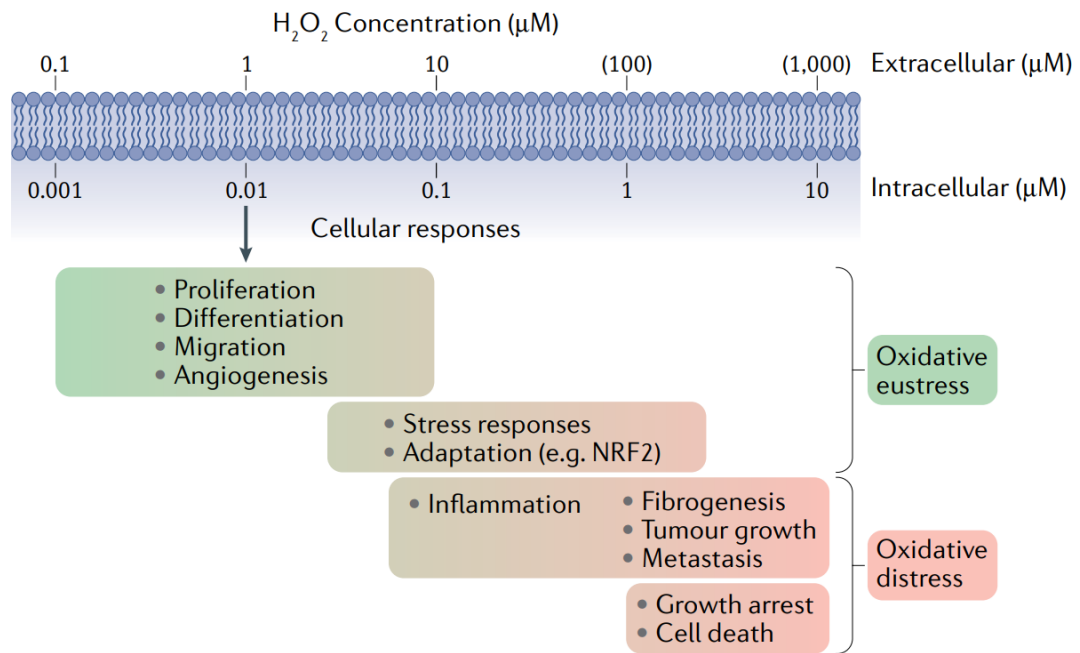 H₂O₂ Concentration (µM)
0.1 1 10 (100) (1,000) Extracellular (µM)
0.001 0.01 0.1 1 10 Intracellular (µM)
Cellular responses
• Proliferation
• Differentiation
• Migration
• Angiogenesis
Oxidative
eustress
• Stress responses
• Adaptation (e.g. NRF2)
• Inflammation
• Fibrogenesis
• Tumour growth
• Metastasis
Oxidative
distress
• Growth arrest
• Cell death